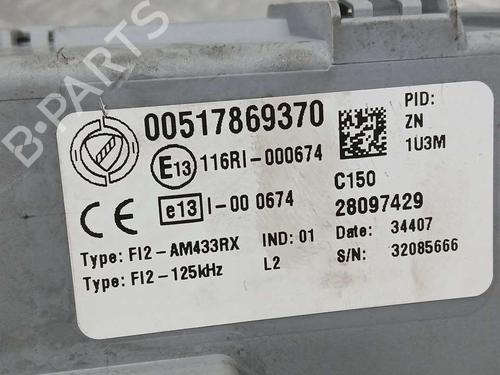 B-PARTS
00517869370
PID:
ZN
1U3M
E13 116RI-000674
C150
CE e13 I-00 0674
28097429
Type: FI2-AM433RX IND: 01 Date: 34407
Type: FI2-125kHz L2 S/N: 32085666